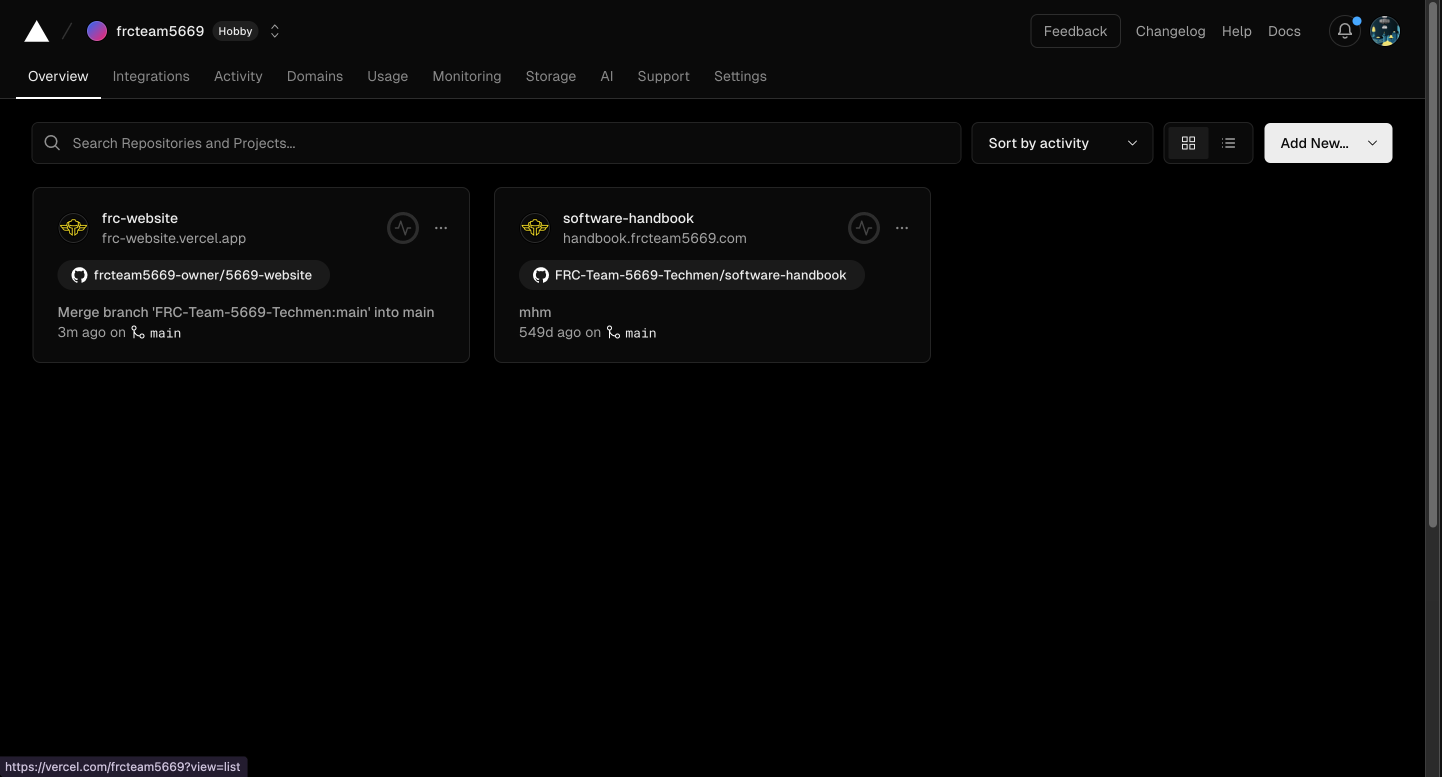 frcteam5669 Hobby Feedback Changelog Help Docs
Overview Integrations Activity Domains Usage Monitoring Storage AI Support Settings
Search Repositories and Projects... Sort by activity Add New...
frc-website
frc-website.vercel.app
frcteam5669-owner/5669-website
Merge branch 'FRC-Team-5669-Techmen:main' into main
3m ago on main
software-handbook
handbook.frcteam5669.com
FRC-Team-5669-Techmen/software-handbook
mhm
549d ago on main
https://vercel.com/frcteam5669?view=list